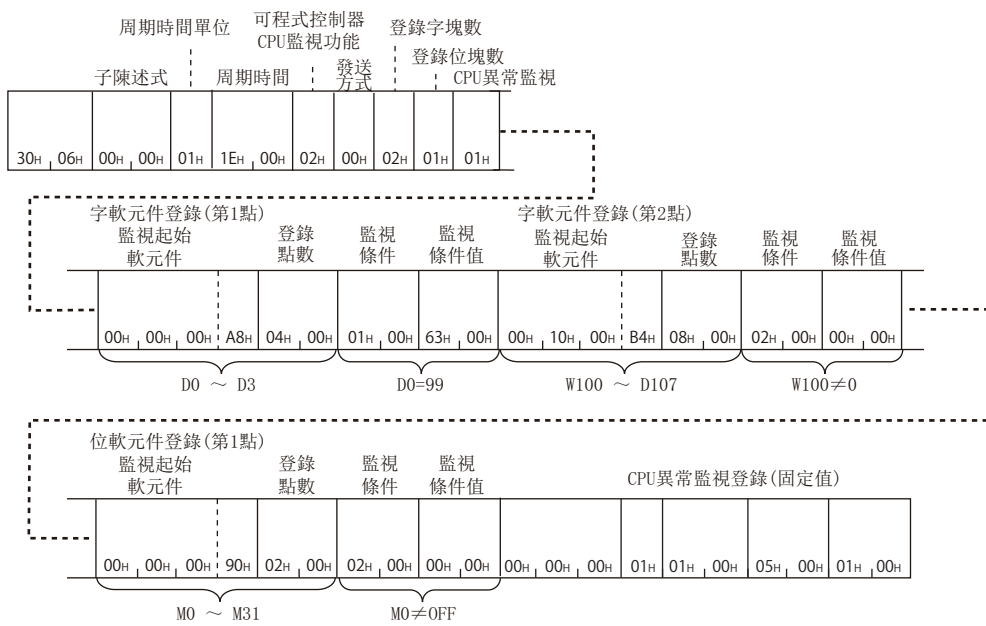 周期時間單位
可程式控制器
CPU監視功能
登錄字塊數
登錄位塊數
子陳述式
周期時間
發送
方式
CPU異常監視
30H 06H 00H 00H 01H 1EH 00H 02H 00H 02H 01H 01H
字軟元件登錄(第1點)
字軟元件登錄(第2點)
監視起始
軟元件
登錄
點數
監視
條件
監視
條件值
監視起始
軟元件
登錄
點數
監視
條件
監視
條件值
00H 00H 00H A8H 04H 00H 01H 00H 63H 00H 00H 10H 00H B4H 08H 00H 02H 00H 00H 00H
D0 ～ D3
D0=99
W100 ～ D107
W100≠0
位軟元件登錄(第1點)
監視起始
軟元件
登錄
點數
監視
條件
監視
條件值
CPU異常監視登錄(固定值)
00H 00H 00H 90H 02H 00H 02H 00H 00H 00H 00H 00H 00H 01H 01H 00H 05H 00H 01H 00H
M0 ～ M31
M0≠OFF